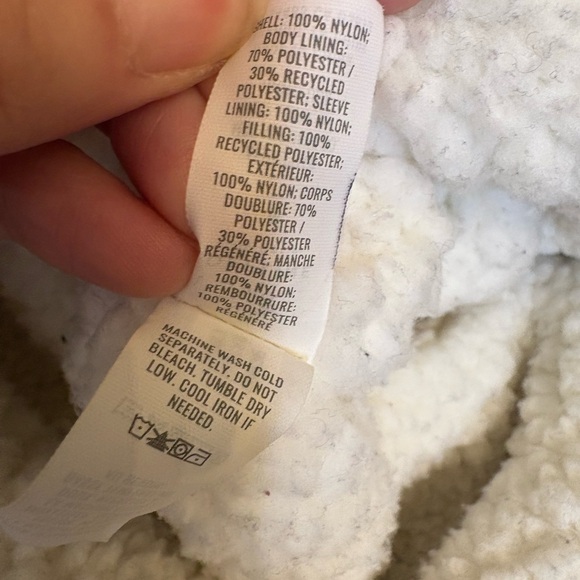 SHELL: 100% NYLON;
BODY LINING:
70% POLYESTER /
30% RECYCLED
POLYESTER; SLEEVE
LINING: 100% NYLON;
FILLING: 100%
RECYCLED POLYESTER;
EXTÉRIEUR:
100% NYLON; CORPS
DOUBLURE: 70%
POLYESTER /
30% POLYESTER
RÉGÉNÉRÉ; MANCHE
DOUBLURE:
100% NYLON;
REMBOURRURE:
100% POLYESTER
RÉGÉNÉRÉ
MACHINE WASH COLD
SEPARATELY. DO NOT
BLEACH. TUMBLE DRY
LOW. COOL IRON IF
NEEDED.